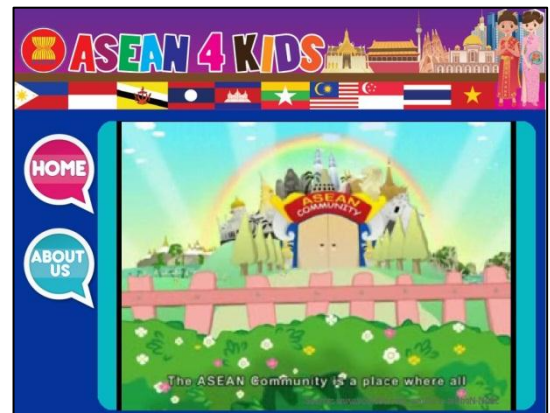 ASEAN 4 KIDS
HOME
ABOUT
US
ASEAN
COMMUNITY
The ASEAN Community is a place where all